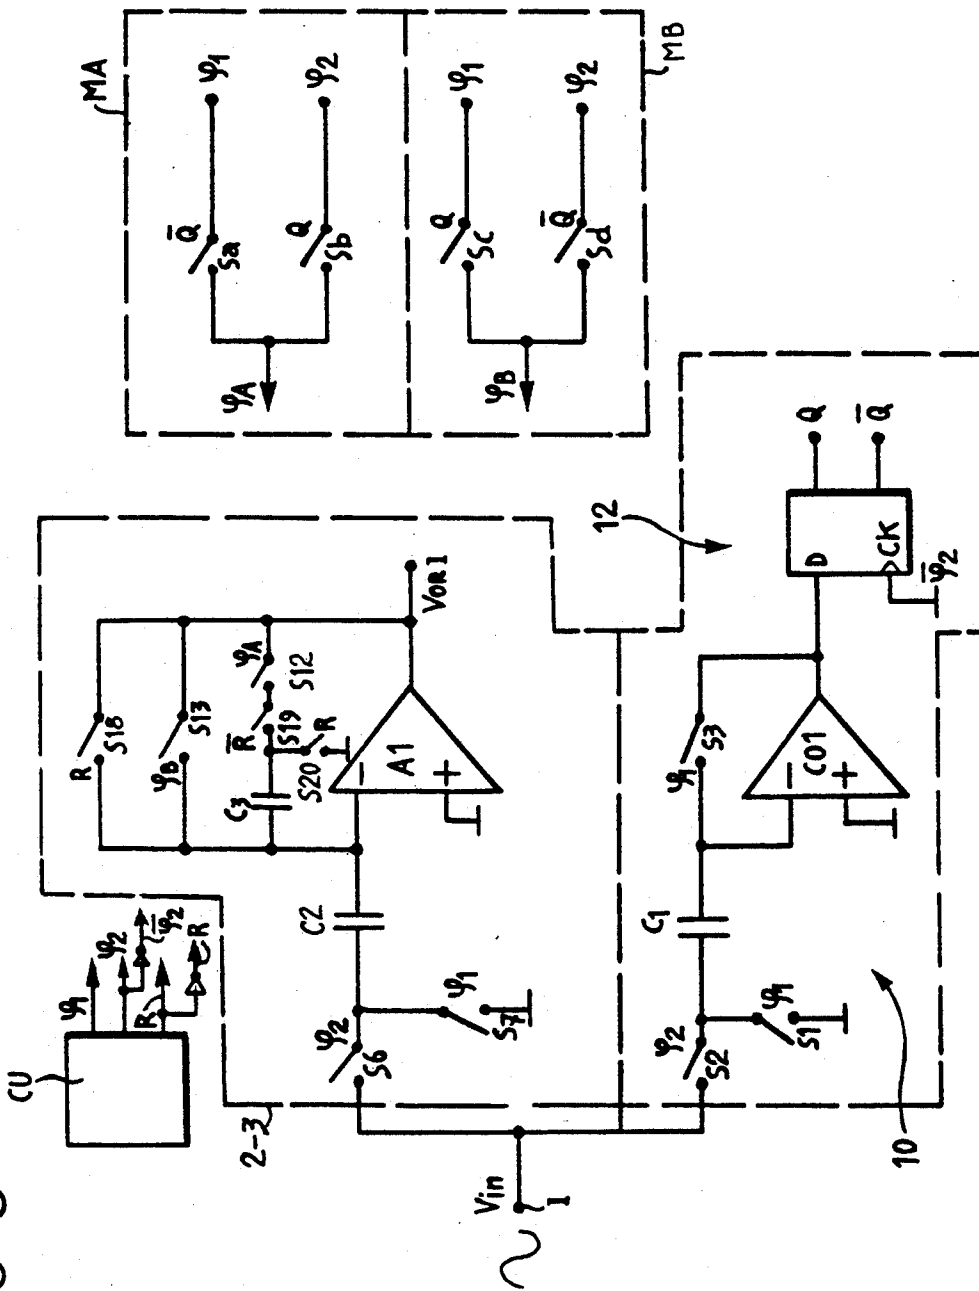 CU
φ1
φ2
φ̅2
R
R
2-3
R
S18
φB
S13
C3
R̅
S19
φA
S12
S20
R
C2
A1
−
+
VOR1
φ2
S6
φ1
S7
Vin
1
φ2
S2
φ1
S1
C1
φ1
S3
CO1
−
+
10
12
D
CK
φ̅2
Q
Q̅
MA
φA
Q̅
Sa
φ1
Q
Sb
φ2
MB
φB
Q
Sc
φ1
Q̅
Sd
φ2